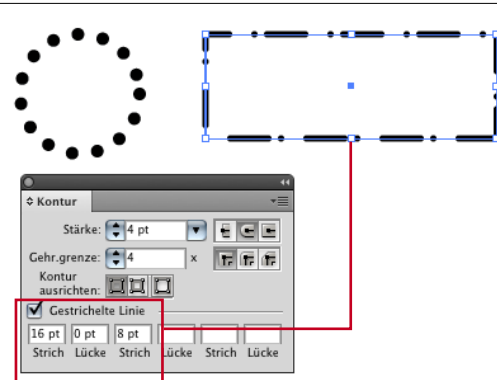 Kontur
Stärke: 4 pt
Gehr.grenze: 4 x
Kontur
ausrichten:
Gestrichelte Linie
16 pt 0 pt 8 pt
Strich Lücke Strich Lücke Strich Lücke